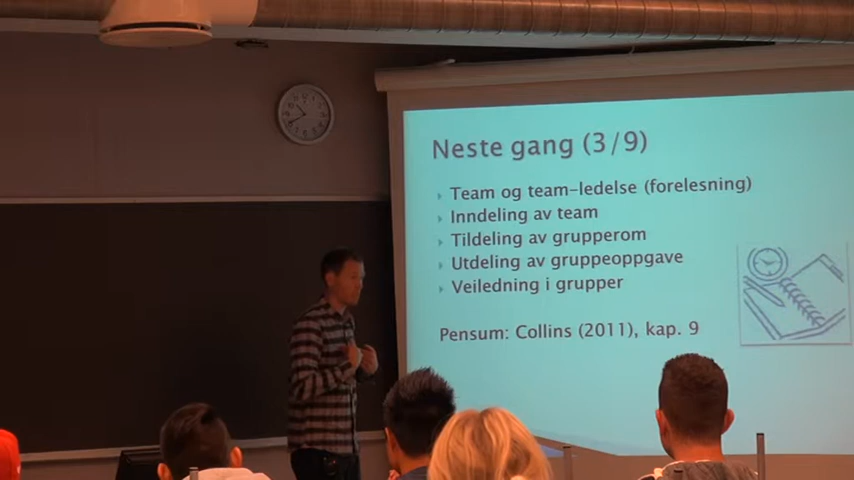 Neste gang (3/9)
Team og team-ledelse (forelesning)
Inndeling av team
Tildeling av grupperom
Utdeling av gruppeoppgave
Veiledning i grupper
Pensum: Collins (2011), kap. 9